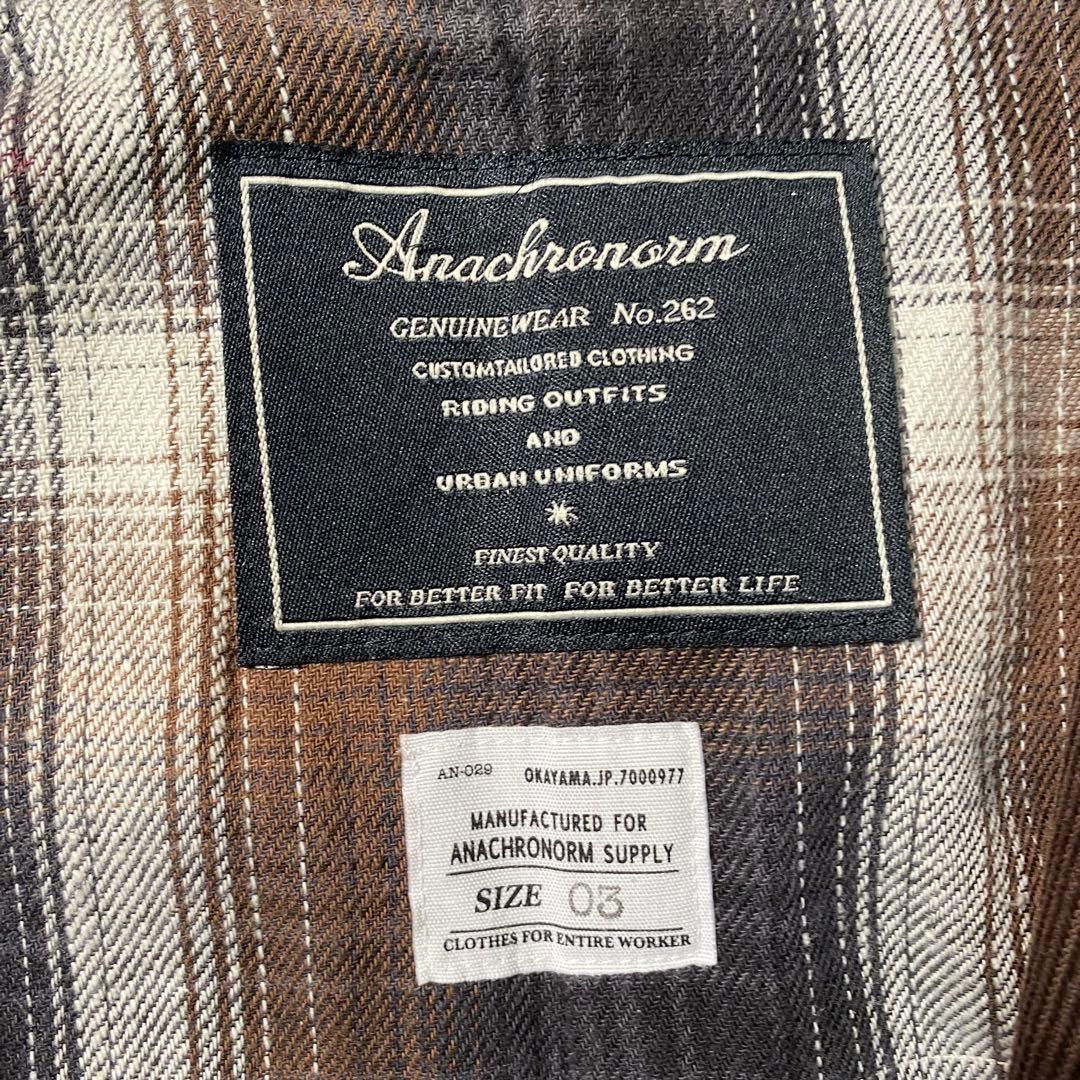 Anachronorm
GENUINEWEAR No.262
CUSTOMTAILORED CLOTHING
RIDING OUTFITS
AND
URBAN UNIFORMS
FINEST QUALITY
FOR BETTER FIT FOR BETTER LIFE
AN-029 OKAYAMA.JP.7000977
MANUFACTURED FOR
ANACHRONORM SUPPLY
SIZE 03
CLOTHES FOR ENTIRE WORKER